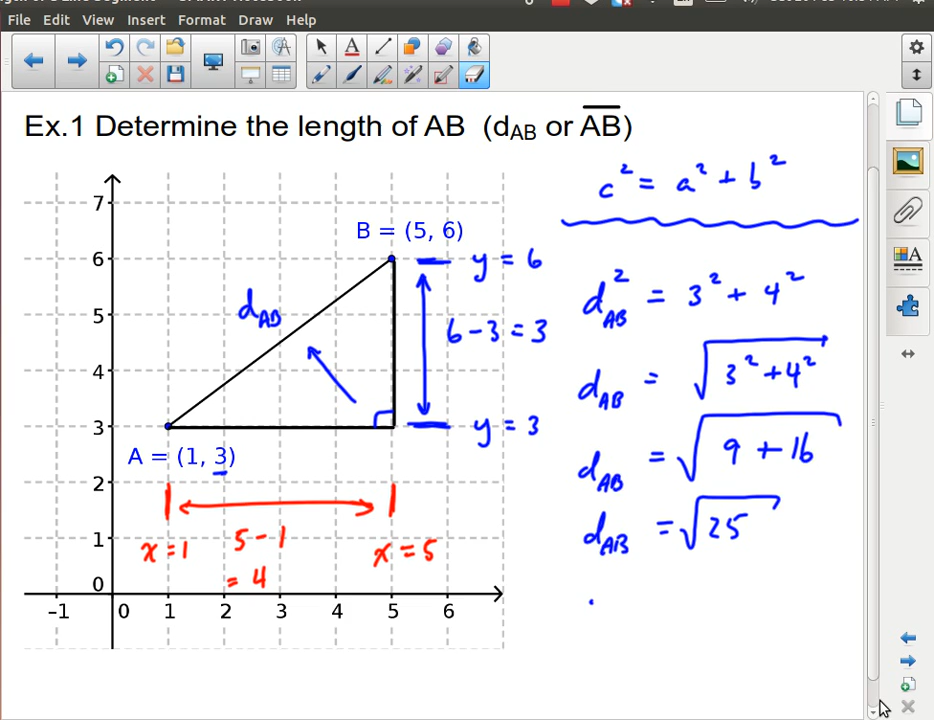 File Edit View Insert Format Draw Help
Ex.1 Determine the length of AB (dAB or A̅B̅)
c² = a² + b²
7
B = (5, 6)
6
y = 6
dAB
dAB² = 3² + 4²
5
6 - 3 = 3
4
dAB = √3² + 4²
3
y = 3
A = (1, 3)
dAB = √9 + 16
2
1
x = 1
5 - 1
= 4
x = 5
dAB = √25
0
-1 0 1 2 3 4 5 6